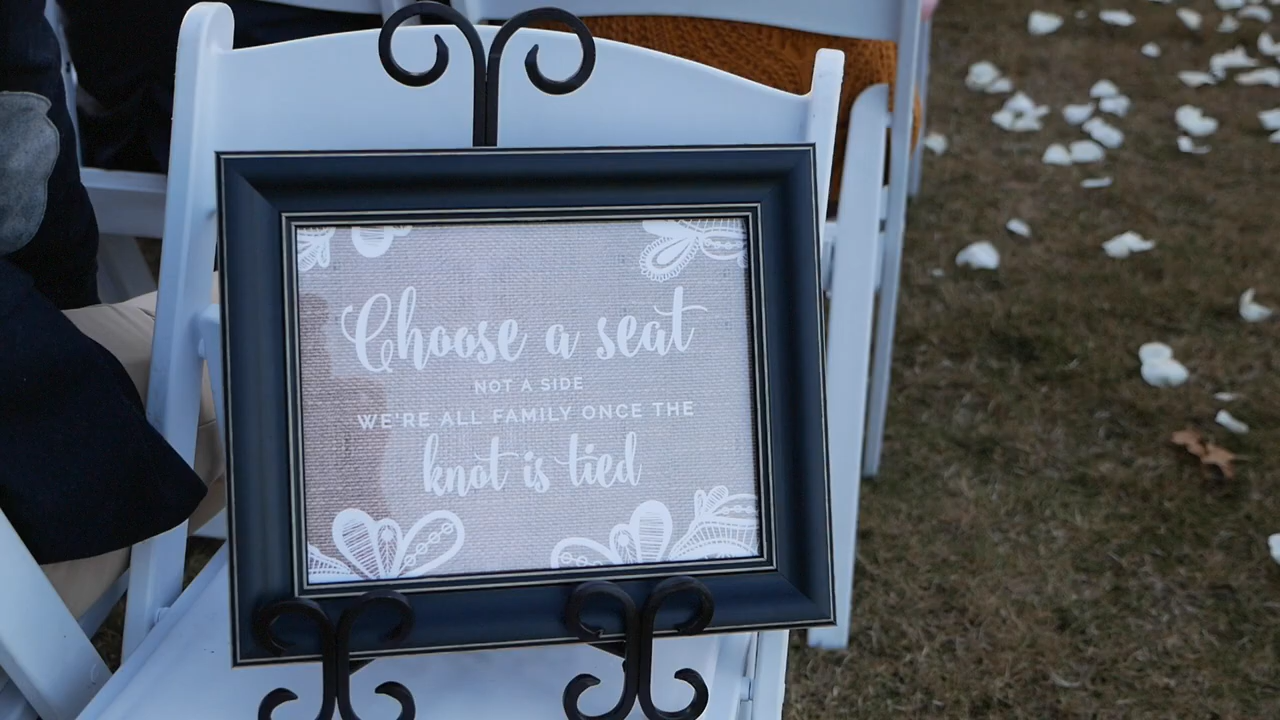 Choose a seat
NOT A SIDE
WE'RE ALL FAMILY ONCE THE
knot is tied